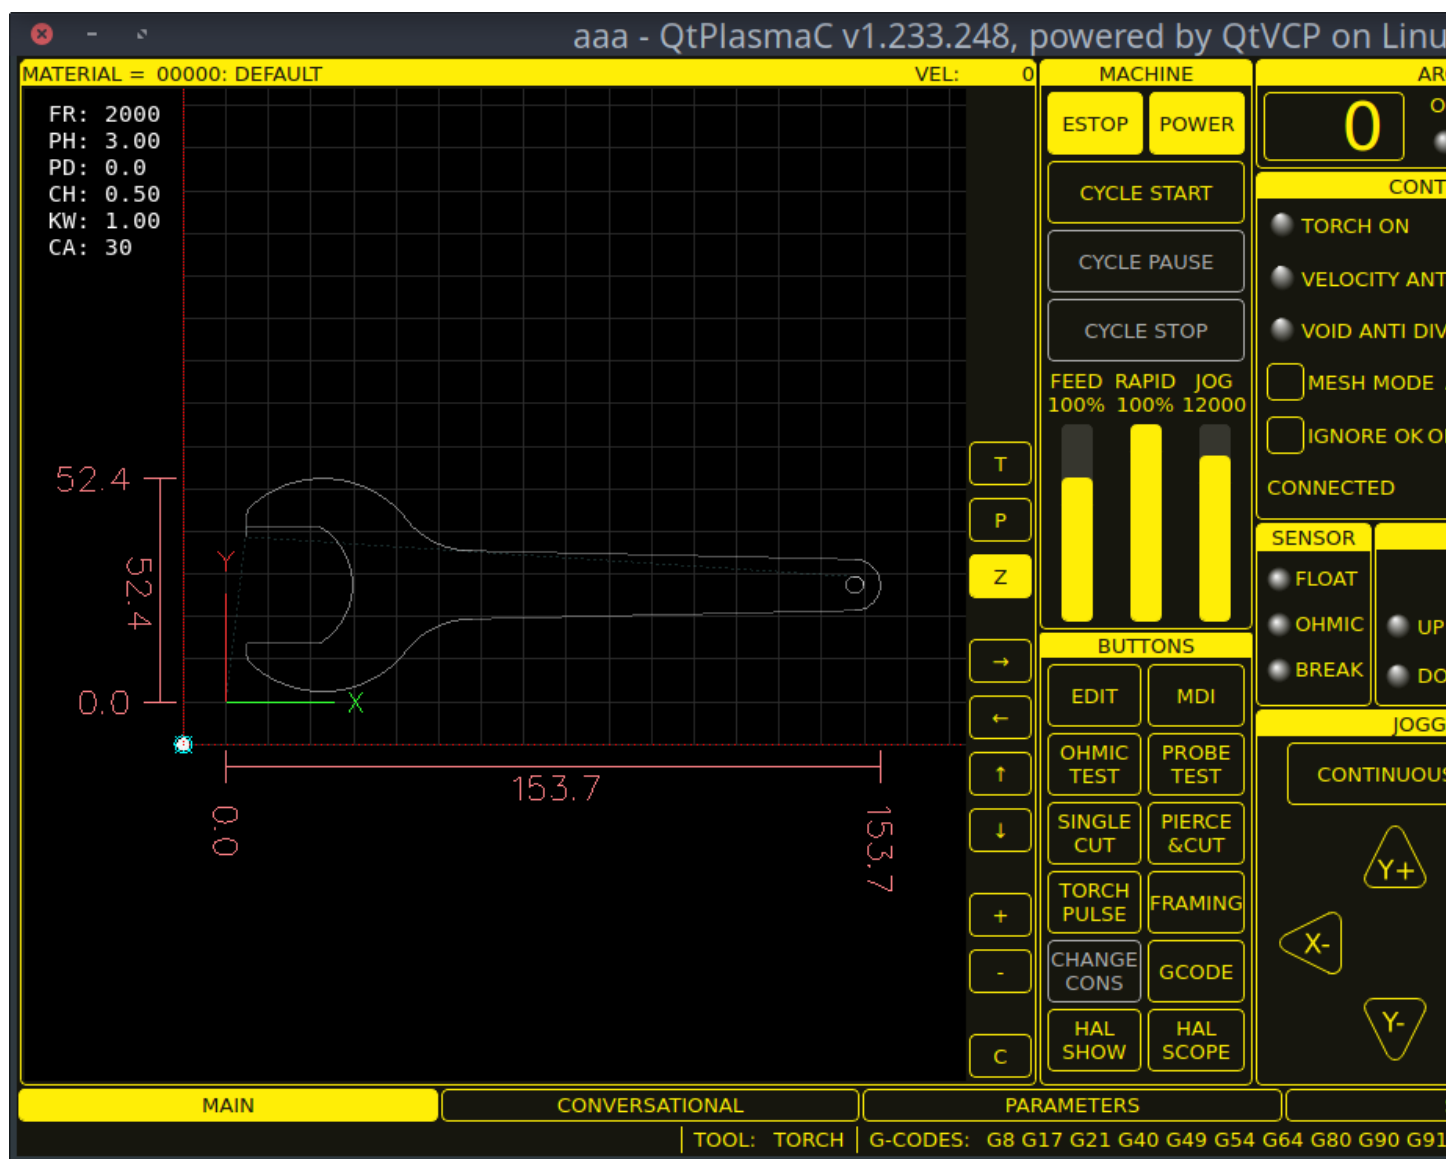 aaa - QtPlasmaC v1.233.248, powered by QtVCP on Linu
MATERIAL = 00000: DEFAULT
VEL: 0
FR: 2000
PH: 3.00
PD: 0.0
CH: 0.50
KW: 1.00
CA: 30
52.4
52.4
0.0
Y
X
153.7
0.0
153.7
T
P
Z
→
←
↑
↓
+
-
C
MACHINE
ESTOP POWER
CYCLE START
CYCLE PAUSE
CYCLE STOP
FEED RAPID JOG
100% 100% 12000
BUTTONS
EDIT
MDI
OHMIC
TEST
PROBE
TEST
SINGLE
CUT
PIERCE
&CUT
TORCH
PULSE
FRAMING
CHANGE
CONS
GCODE
HAL
SHOW
HAL
SCOPE
AR
0
O
CONT
TORCH ON
VELOCITY ANT
VOID ANTI DIV
MESH MODE
IGNORE OK O
CONNECTED
SENSOR
FLOAT
OHMIC
BREAK
UP
DO
JOGG
CONTINUOUS
Y+
X-
Y-
MAIN
CONVERSATIONAL
PARAMETERS
TOOL: TORCH
G-CODES: G8 G17 G21 G40 G49 G54 G64 G80 G90 G91